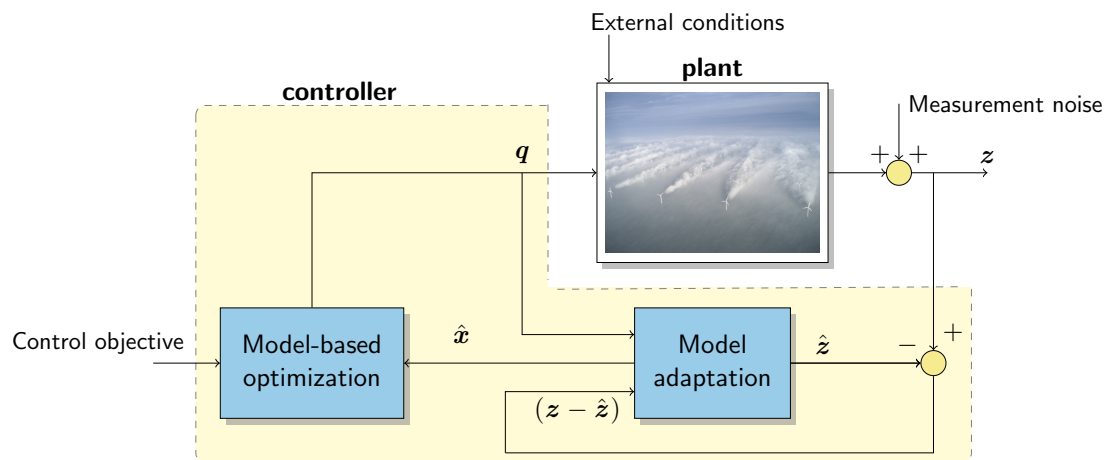 External conditions
plant
controller
Measurement noise
q
+ +
z
Control objective
Model-based
optimization
x̂
Model
adaptation
ẑ
−
+
(z − ẑ)